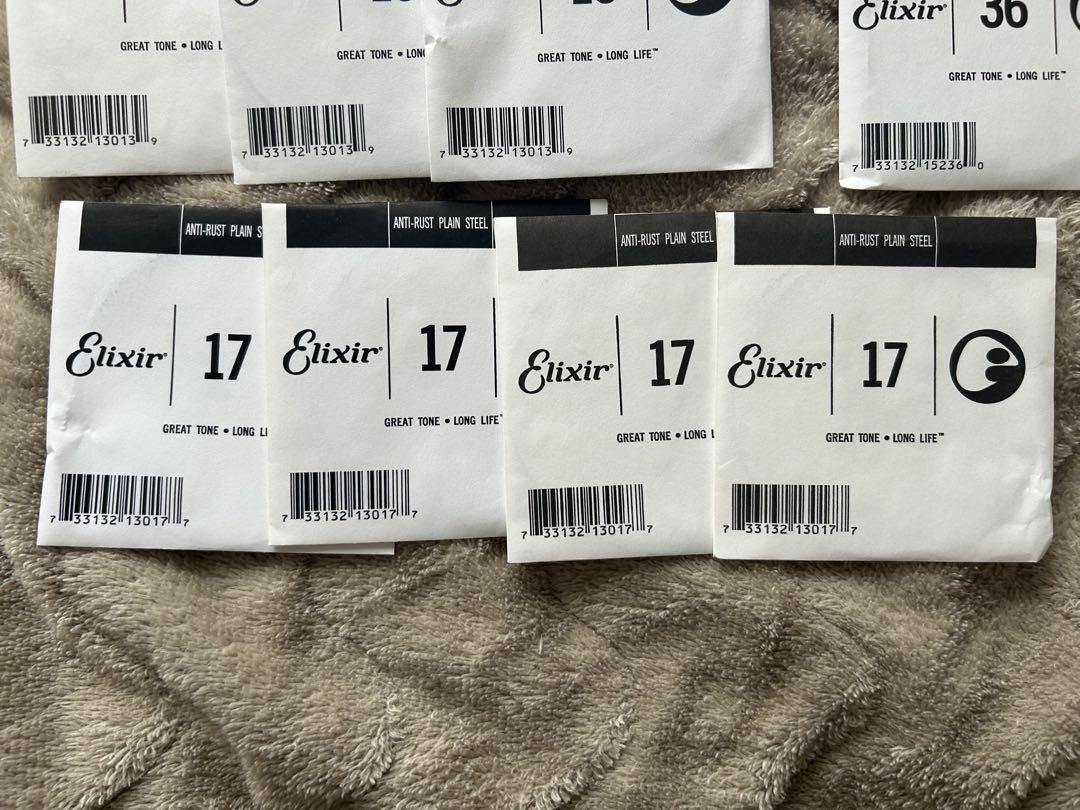 GREAT TONE • LONG L
7 33132 13013 9
GREAT TONE • LONG
7 33132 13013 9
GREAT TONE • LONG LIFE™
7 33132 13013 9
Elixir® 36
GREAT TONE • LONG LIFE™
7 33132 15236 0
ANTI-RUST PLAIN S
Elixir® 17
GREAT TONE • LONG LI
7 33132 13017 7
ANTI-RUST PLAIN STEEL
Elixir® 17
GREAT TONE • LONG LIFE™
7 33132 13017 7
ANTI-RUST PLAIN STEEL
Elixir® 17
GREAT TONE • LONG L
7 33132 13017 7
ANTI-RUST PLAIN STEEL
Elixir® 17
GREAT TONE • LONG LIFE™
7 33132 13017 7